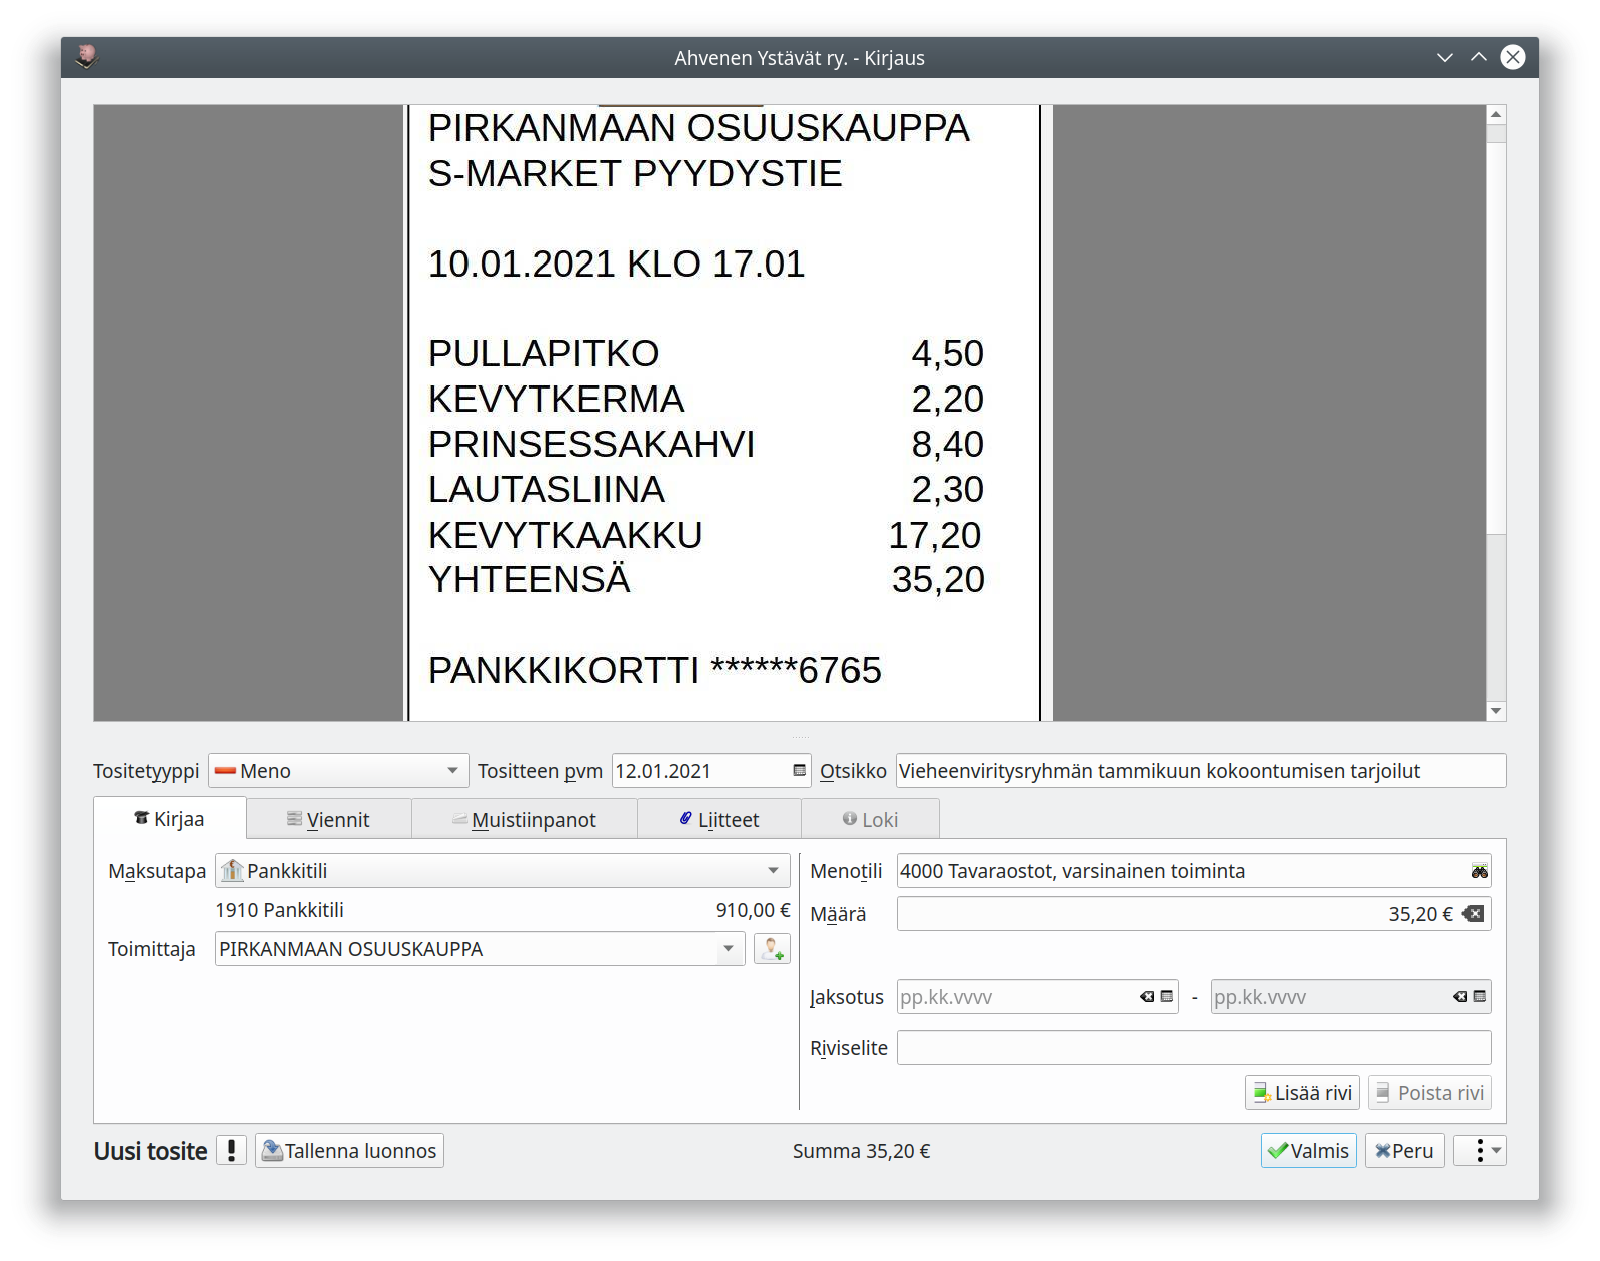 Ahvenen Ystävät ry. - Kirjaus
PIRKANMAAN OSUUSKAUPPA
S-MARKET PYYDYSTIE
10.01.2021 KLO 17.01
PULLAPITKO 4,50
KEVYTKERMA 2,20
PRINSESSAKAHVI 8,40
LAUTASLIINA 2,30
KEVYTKAAKKU 17,20
YHTEENSÄ 35,20
PANKKIKORTTI ******6765
Tositetyyppi Meno Tositteen pvm 12.01.2021 Otsikko Vieheenviritysryhmän tammikuun kokoontumisen tarjoilut
Kirjaa Viennit Muistiinpanot Liitteet Loki
Maksutapa Pankkitili Menotili 4000 Tavaraostot, varsinainen toiminta
1910 Pankkitili 910,00 € Määrä 35,20 €
Toimittaja PIRKANMAAN OSUUSKAUPPA
Jaksotus pp.kk.vvvv - pp.kk.vvvv
Riviselite
Lisää rivi Poista rivi
Uusi tosite ! Tallenna luonnos Summa 35,20 € Valmis Peru